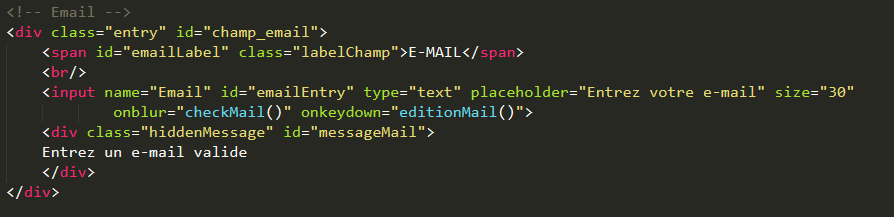 <!-- Email -->
<div class="entry" id="champ_email">
<span id="emailLabel" class="labelChamp">E-MAIL</span>
<br/>
<input name="Email" id="emailEntry" type="text" placeholder="Entrez votre e-mail" size="30"
onblur="checkMail()" onkeydown="editionMail()">
<div class="hiddenMessage" id="messageMail">
Entrez un e-mail valide
</div>
</div>